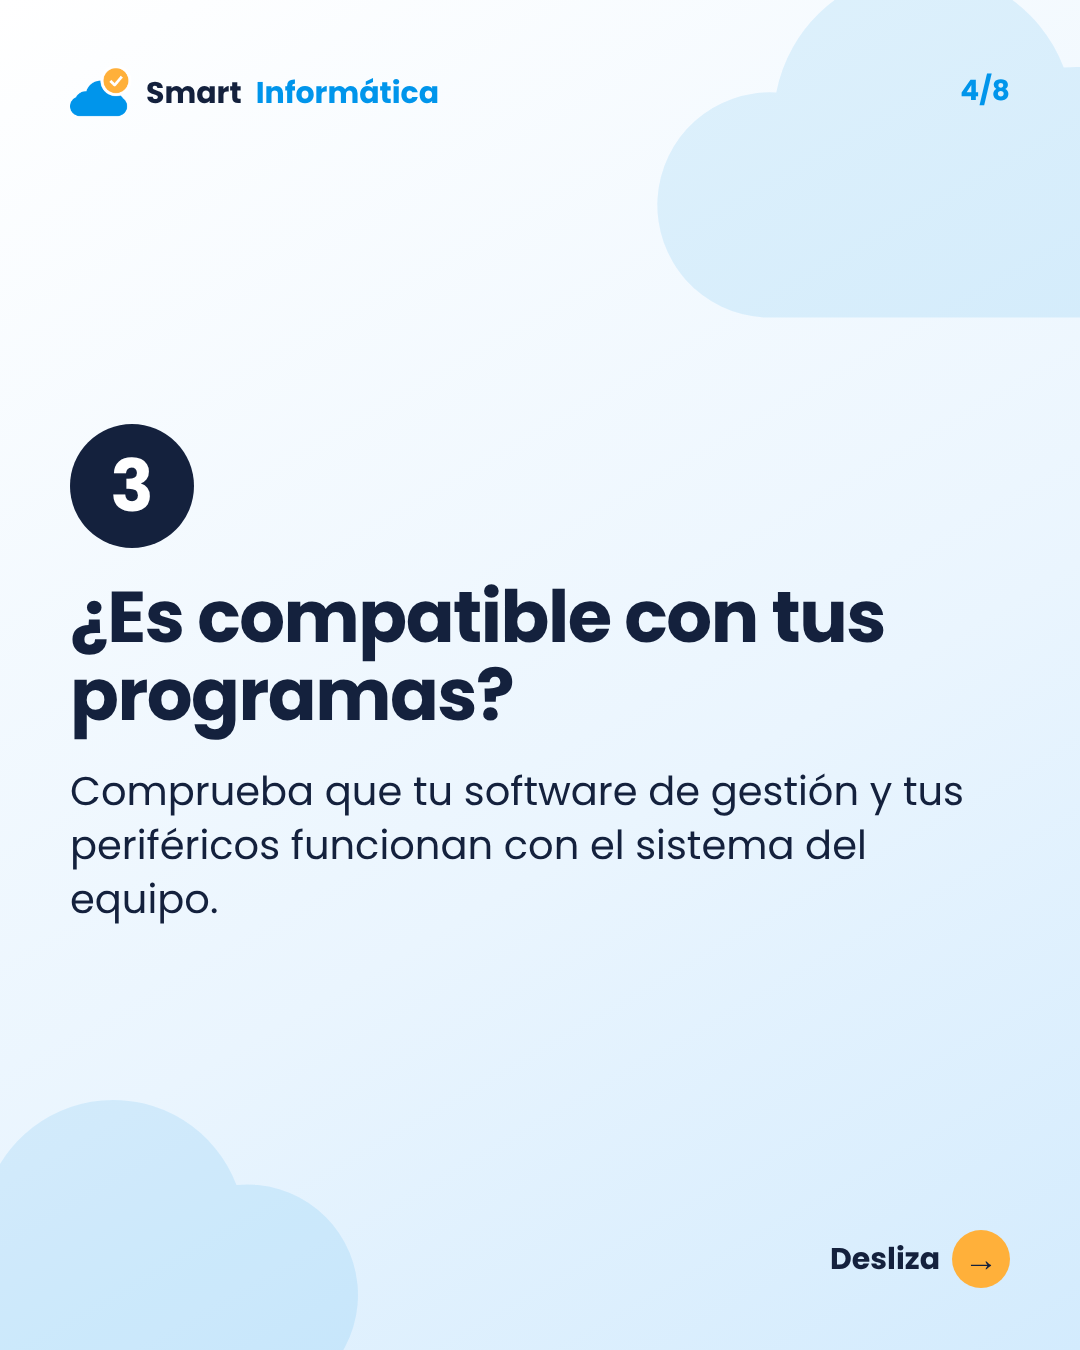 Smart Informática
4/8
3
¿Es compatible con tus
programas?
Comprueba que tu software de gestión y tus
periféricos funcionan con el sistema del
equipo.
Desliza →